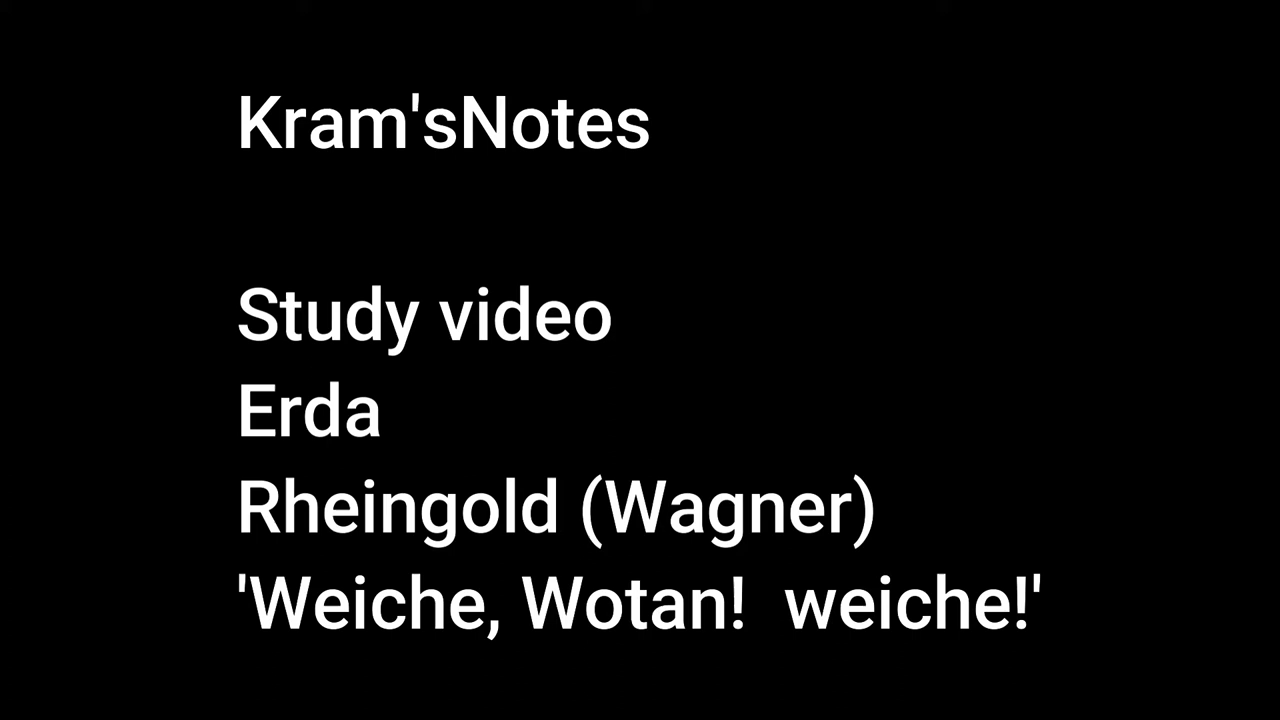 Kram'sNotes
Study video
Erda
Rheingold (Wagner)
'Weiche, Wotan!  weiche!'